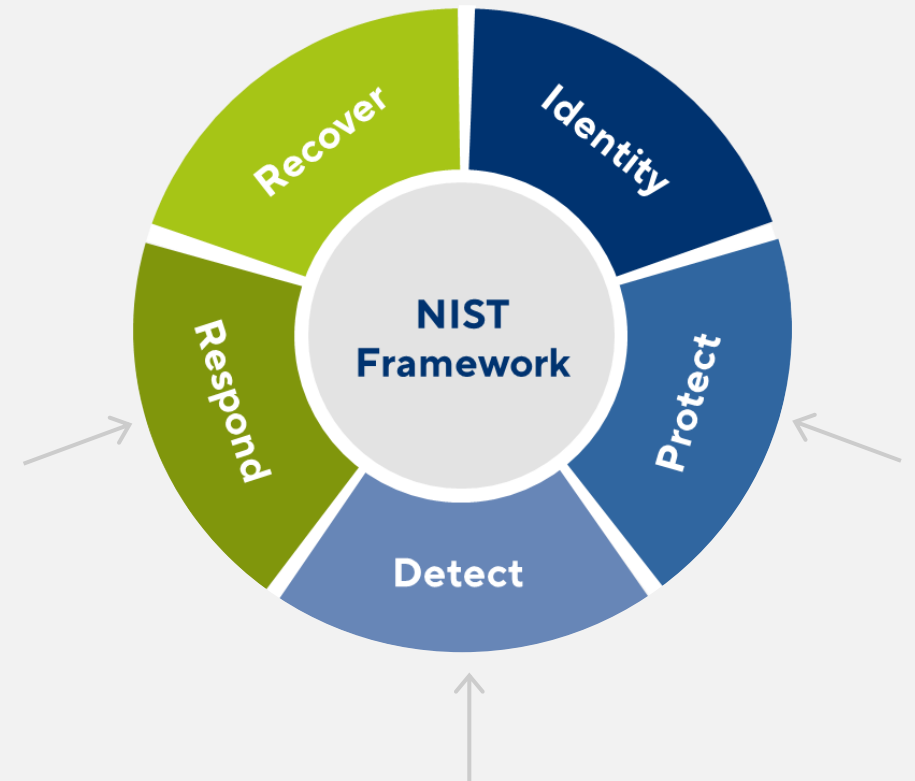 NIST
Framework
Identity
Protect
Detect
Respond
Recover